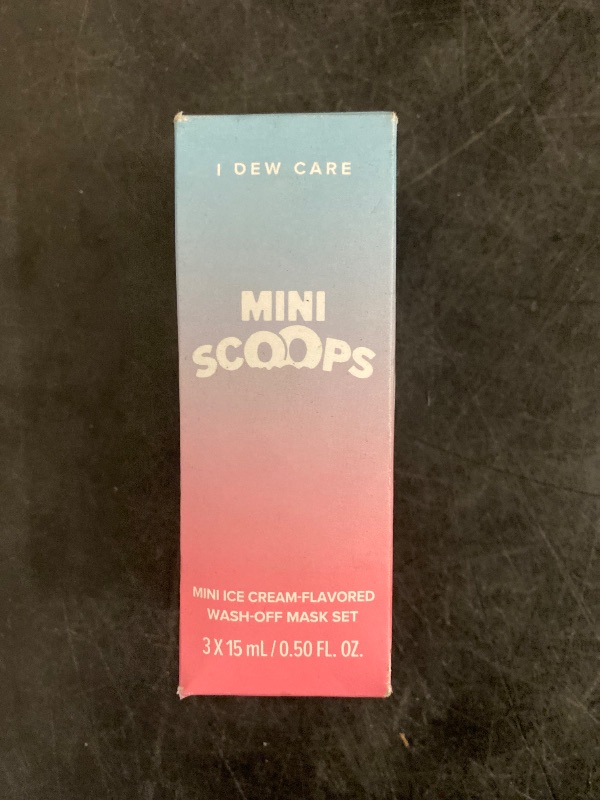 I DEW CARE
MINI
SCOOPS
MINI ICE CREAM-FLAVORED
WASH-OFF MASK SET
3 X 15 mL / 0.50 FL. OZ.